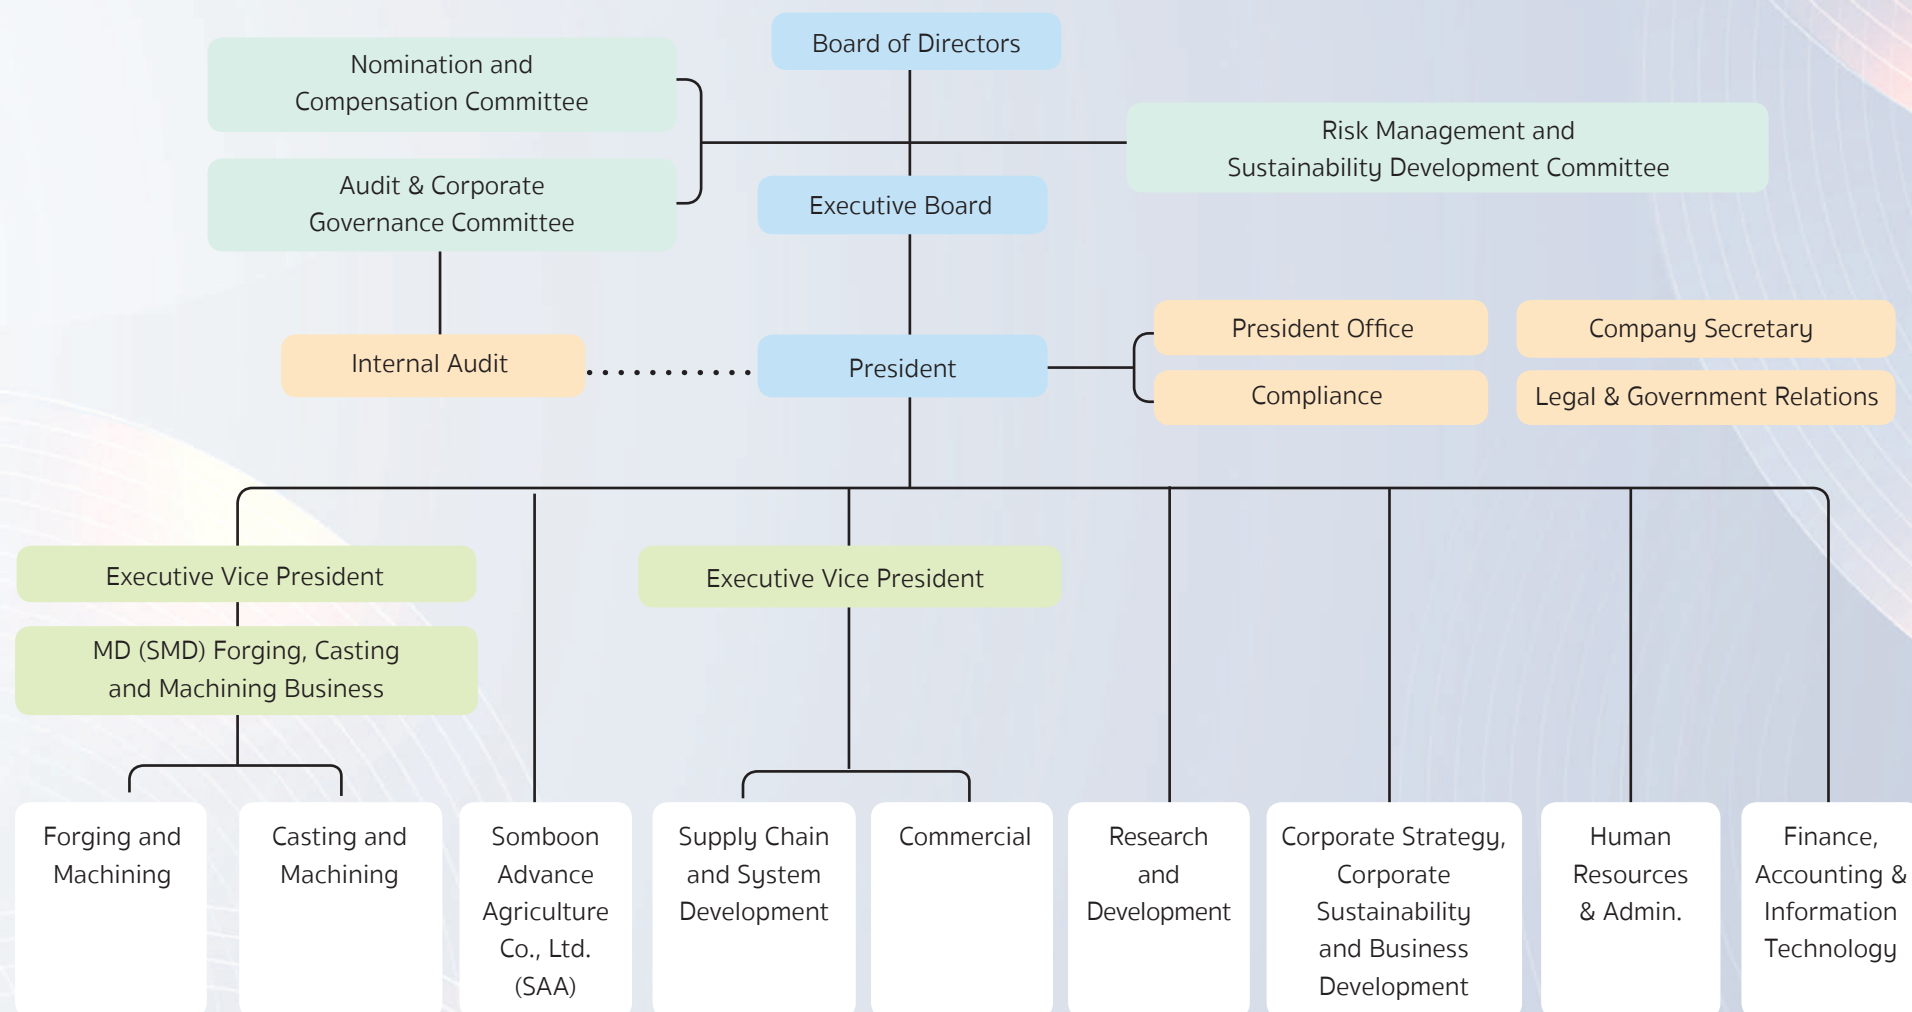 Board of Directors
Nomination and
Compensation Committee
Risk Management and
Sustainability Development Committee
Audit & Corporate
Governance Committee
Executive Board
Internal Audit
President
President Office
Company Secretary
Compliance
Legal & Government Relations
Executive Vice President
Executive Vice President
MD (SMD) Forging, Casting
and Machining Business
Forging and
Machining
Casting and
Machining
Somboon
Advance
Agriculture
Co., Ltd.
(SAA)
Supply Chain
and System
Development
Commercial
Research
and
Development
Corporate Strategy,
Corporate
Sustainability
and Business
Development
Human
Resources
& Admin.
Finance,
Accounting &
Information
Technology